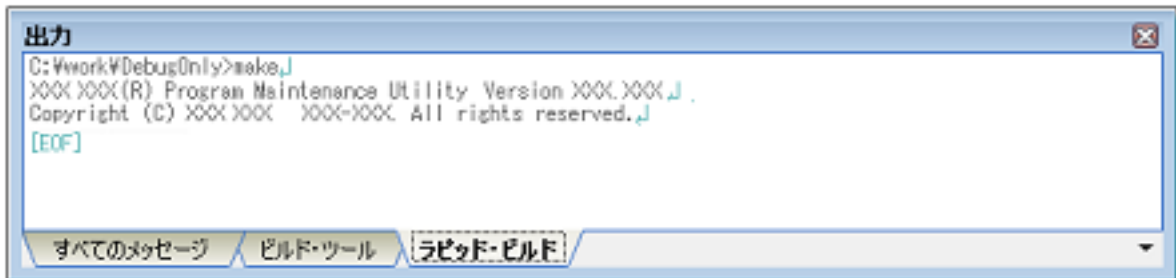 出力
C:¥work¥DebugOnly>make↲
XXX XXX(R) Program Maintenance Utility Version XXX.XXX↲
Copyright (C) XXX XXX XXX-XXX. All rights reserved.↲
[EOF]
すべてのメッセージ ビルド・ツール ラピッド・ビルド